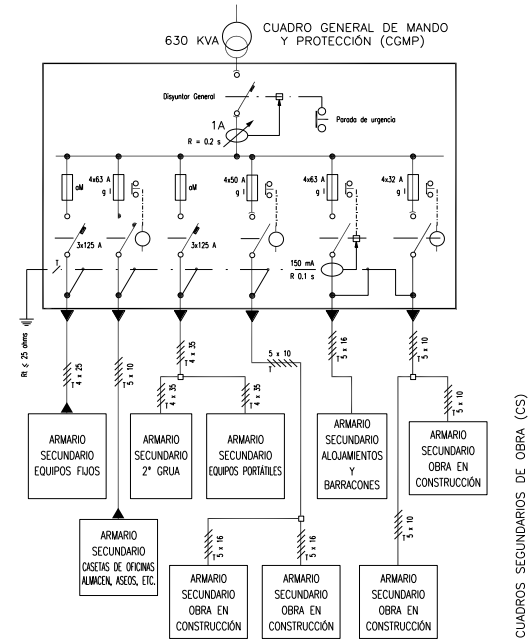 CUADRO GENERAL DE MANDO
Y PROTECCIÓN (CGMP)
630 KVA
Disyuntor General
Parada de urgencia
1A
R = 0.2 s
aM
4x63 A
g I
aM
4x50 A
g I
4x63 A
g I
4x32 A
g I
3x125 A
3x125 A
T
150 mA
R 0.1 s
Rt ≤ 25 ohms
T 4 x 25
T 5 x 10
T 4 x 35
5 x 10
T
T 5 x 16
T 5 x 10
T 4 x 35
T 4 x 35
T 5 x 10
ARMARIO
SECUNDARIO
EQUIPOS FIJOS
ARMARIO
SECUNDARIO
2° GRUA
ARMARIO
SECUNDARIO
EQUIPOS PORTÁTILES
ARMARIO
SECUNDARIO
ALOJAMIENTOS
Y
BARRACONES
ARMARIO
SECUNDARIO
OBRA EN
CONSTRUCCIÓN
ARMARIO
SECUNDARIO
CASETAS DE OFICINAS
ALMACEN, ASEOS, ETC.
T 5 x 16
T 5 x 16
T 5 x 10
ARMARIO
SECUNDARIO
OBRA EN
CONSTRUCCIÓN
ARMARIO
SECUNDARIO
OBRA EN
CONSTRUCCIÓN
ARMARIO
SECUNDARIO
OBRA EN
CONSTRUCCIÓN
CUADROS SEGUNDARIOS DE OBRA (CS)